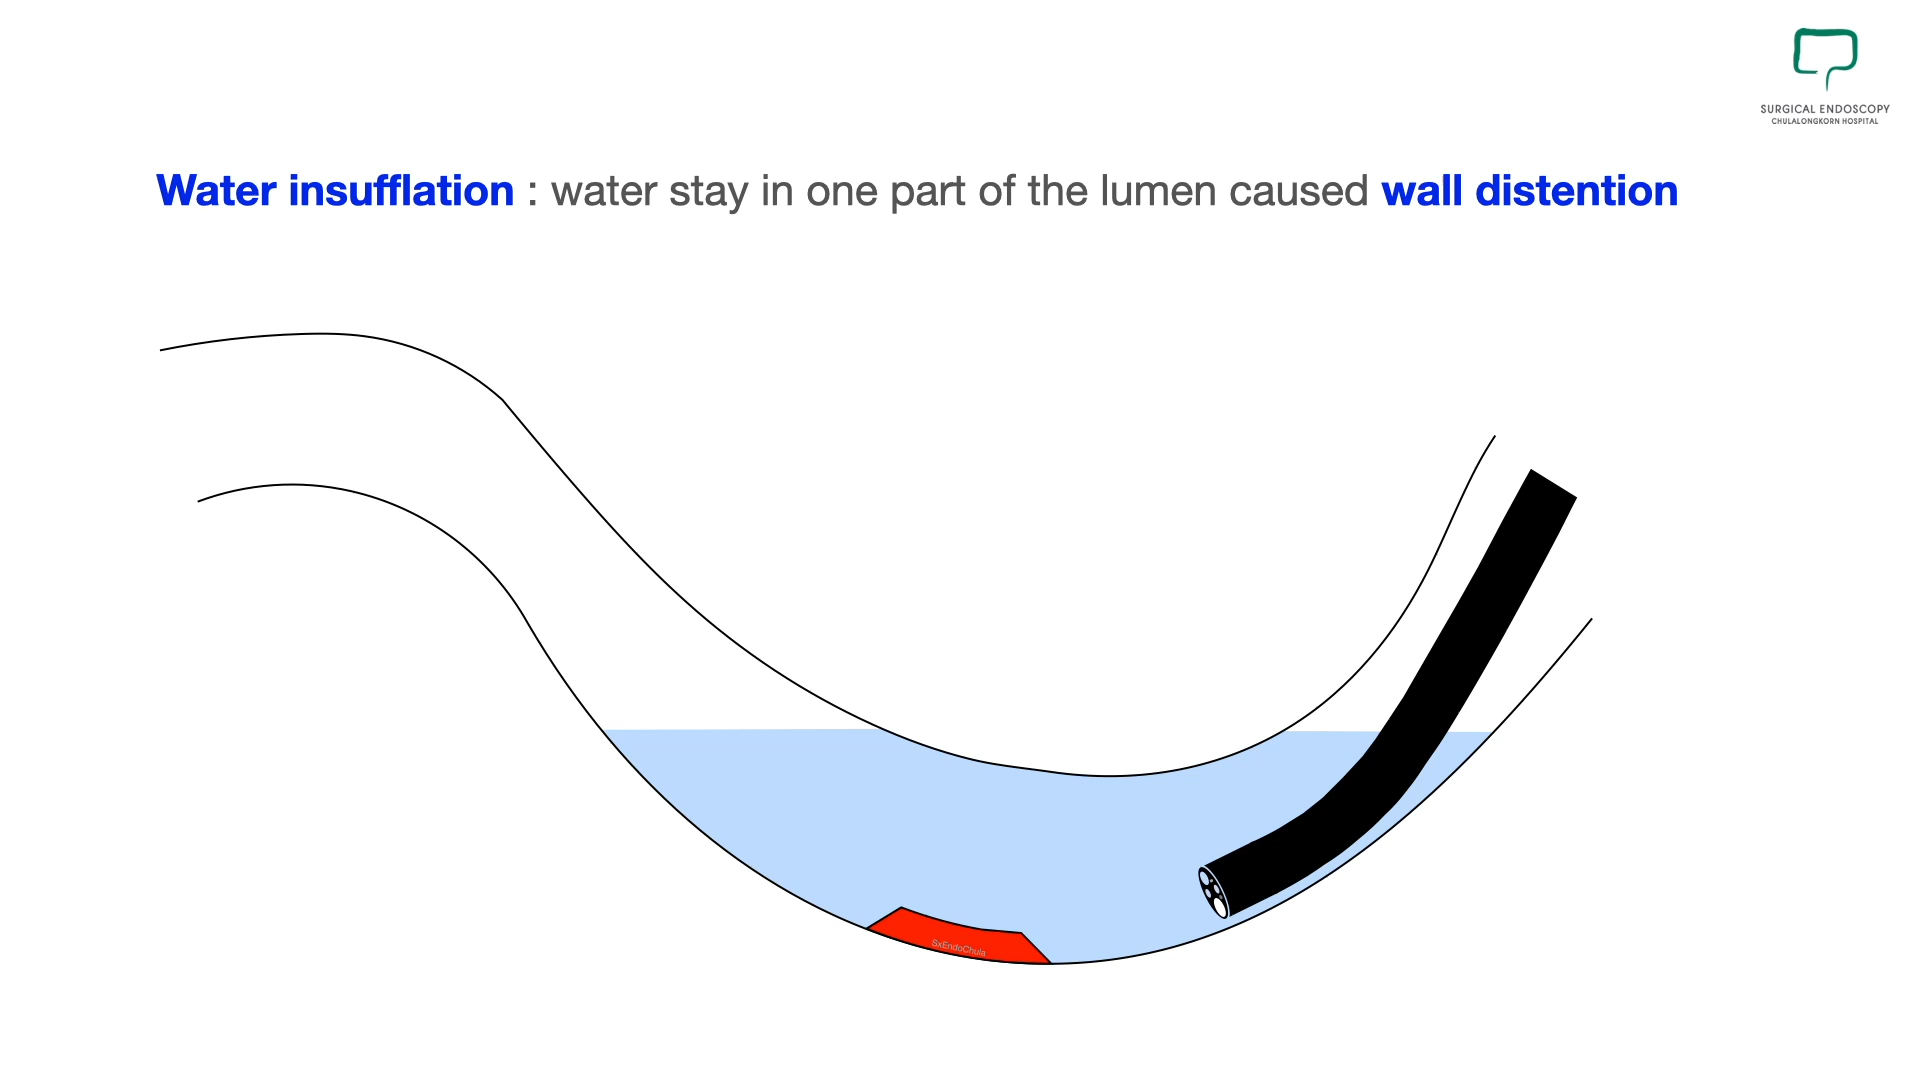 SURGICAL ENDOSCOPY
CHULALONGKORN HOSPITAL
Water insufflation : water stay in one part of the lumen caused wall distention
SxEndoChula